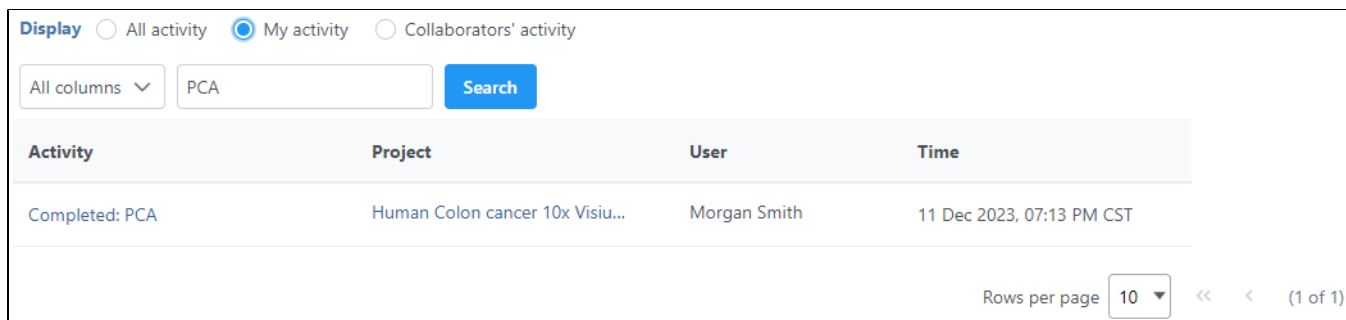 Display All activity My activity Collaborators' activity
All columns PCA Search
Activity Project User Time
Completed: PCA Human Colon cancer 10x Visiu... Morgan Smith 11 Dec 2023, 07:13 PM CST
Rows per page 10 << < (1 of 1)